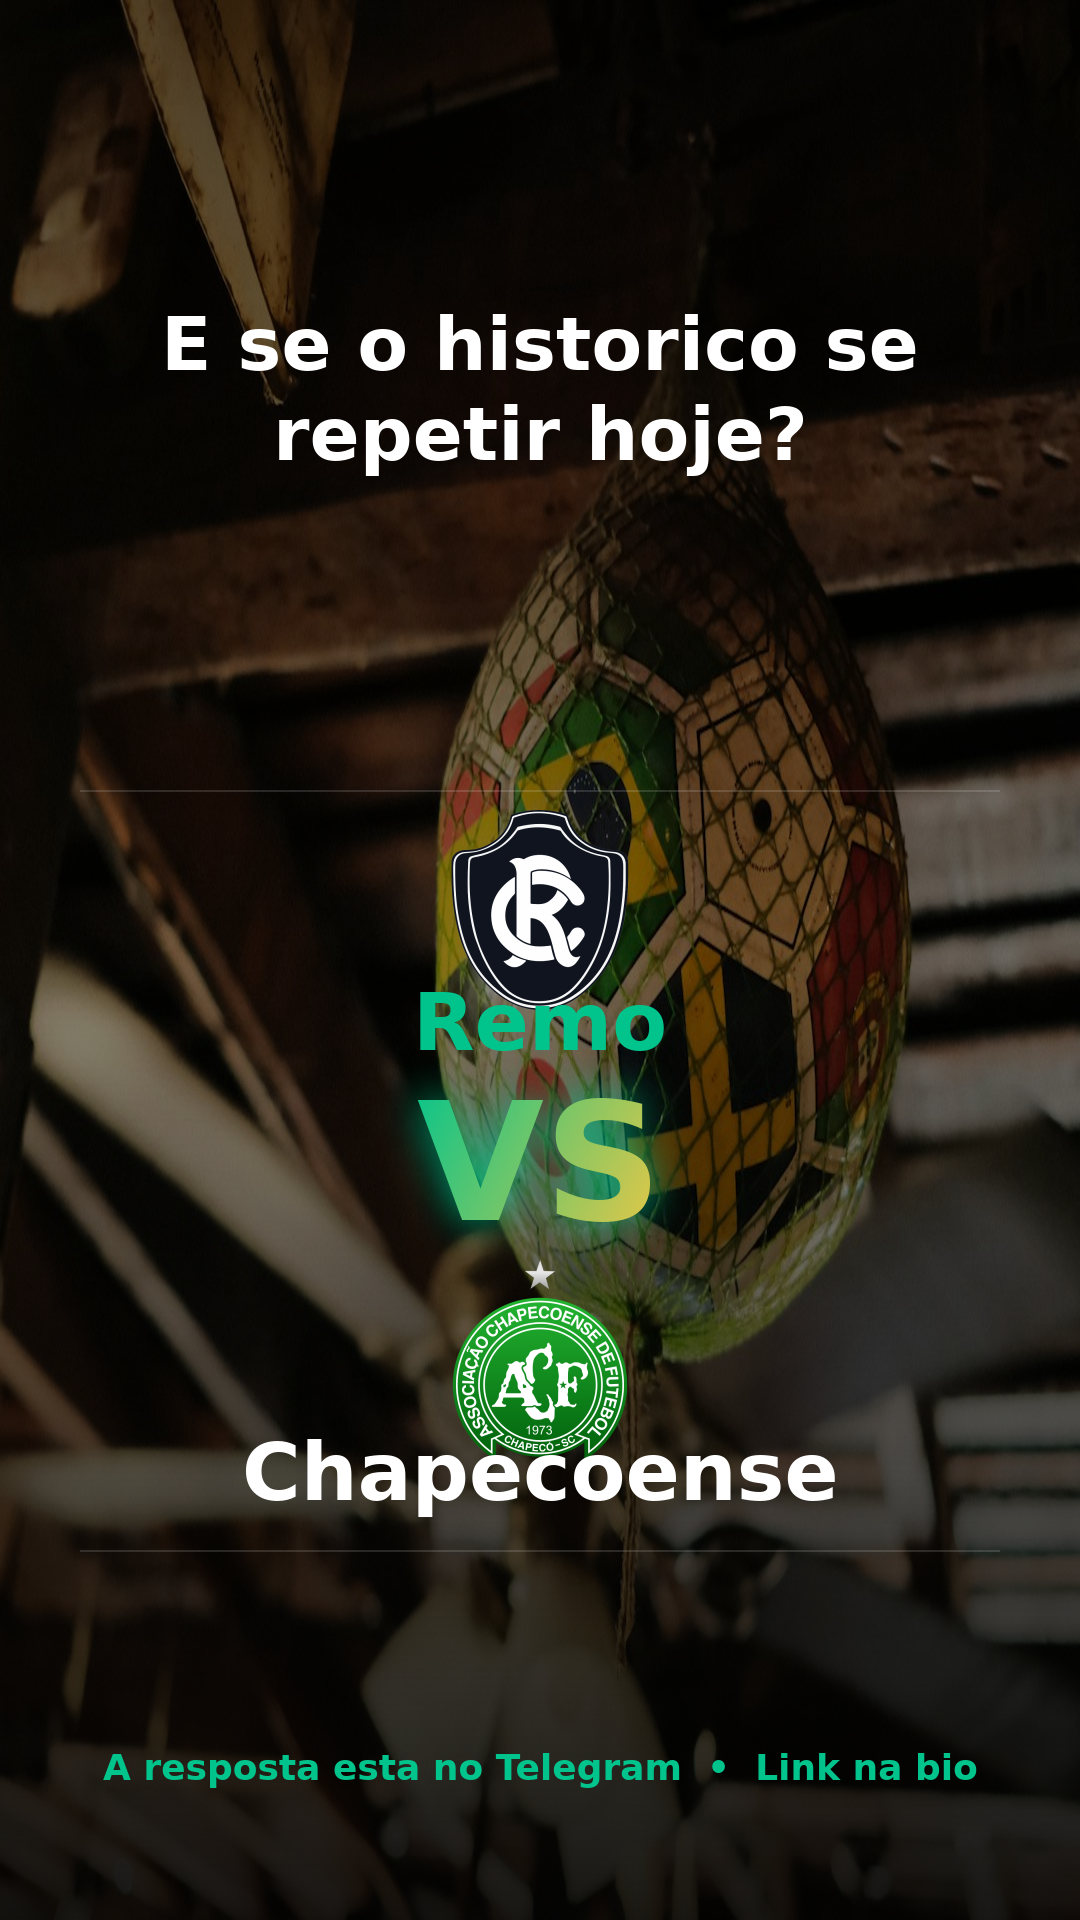 E se o historico se
repetir hoje?
CR
Remo
VS
ASSOCIAÇÃO CHAPECOENSE DE FUTEBOL
ACF
1973
CHAPECÓ-SC
Chapecoense
A resposta esta no Telegram • Link na bio